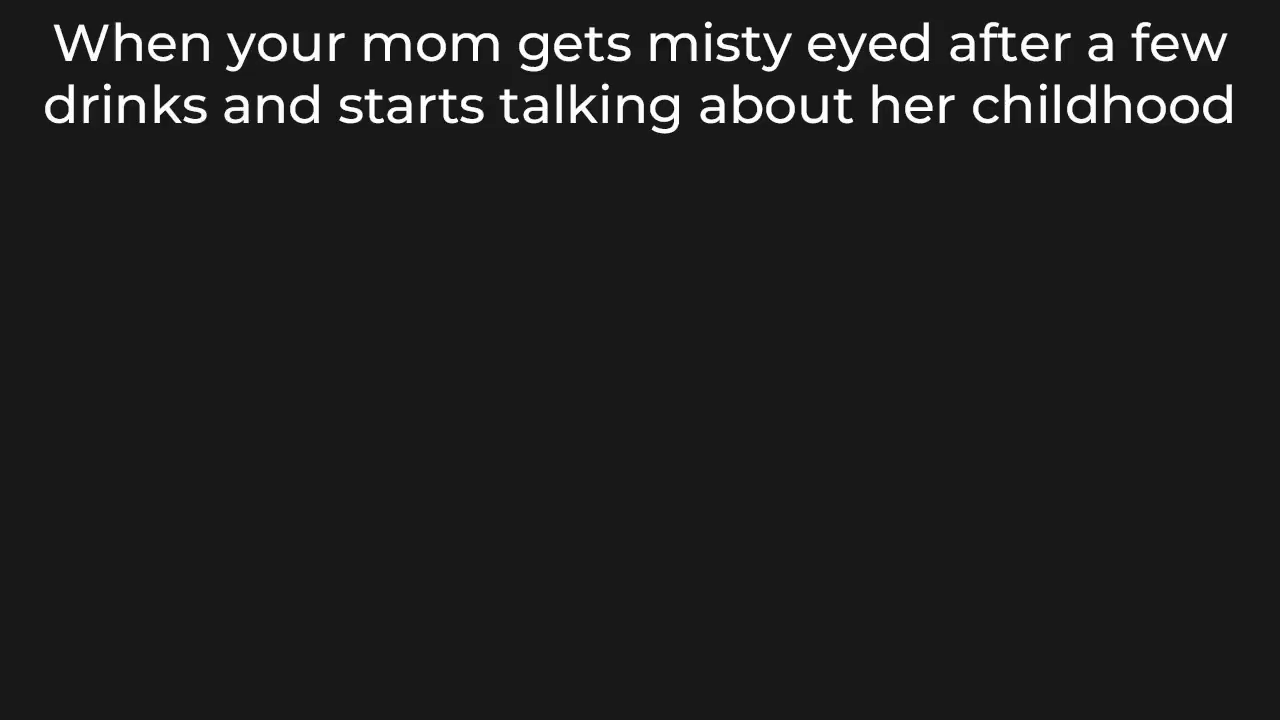 When your mom gets misty eyed after a few
drinks and starts talking about her childhood